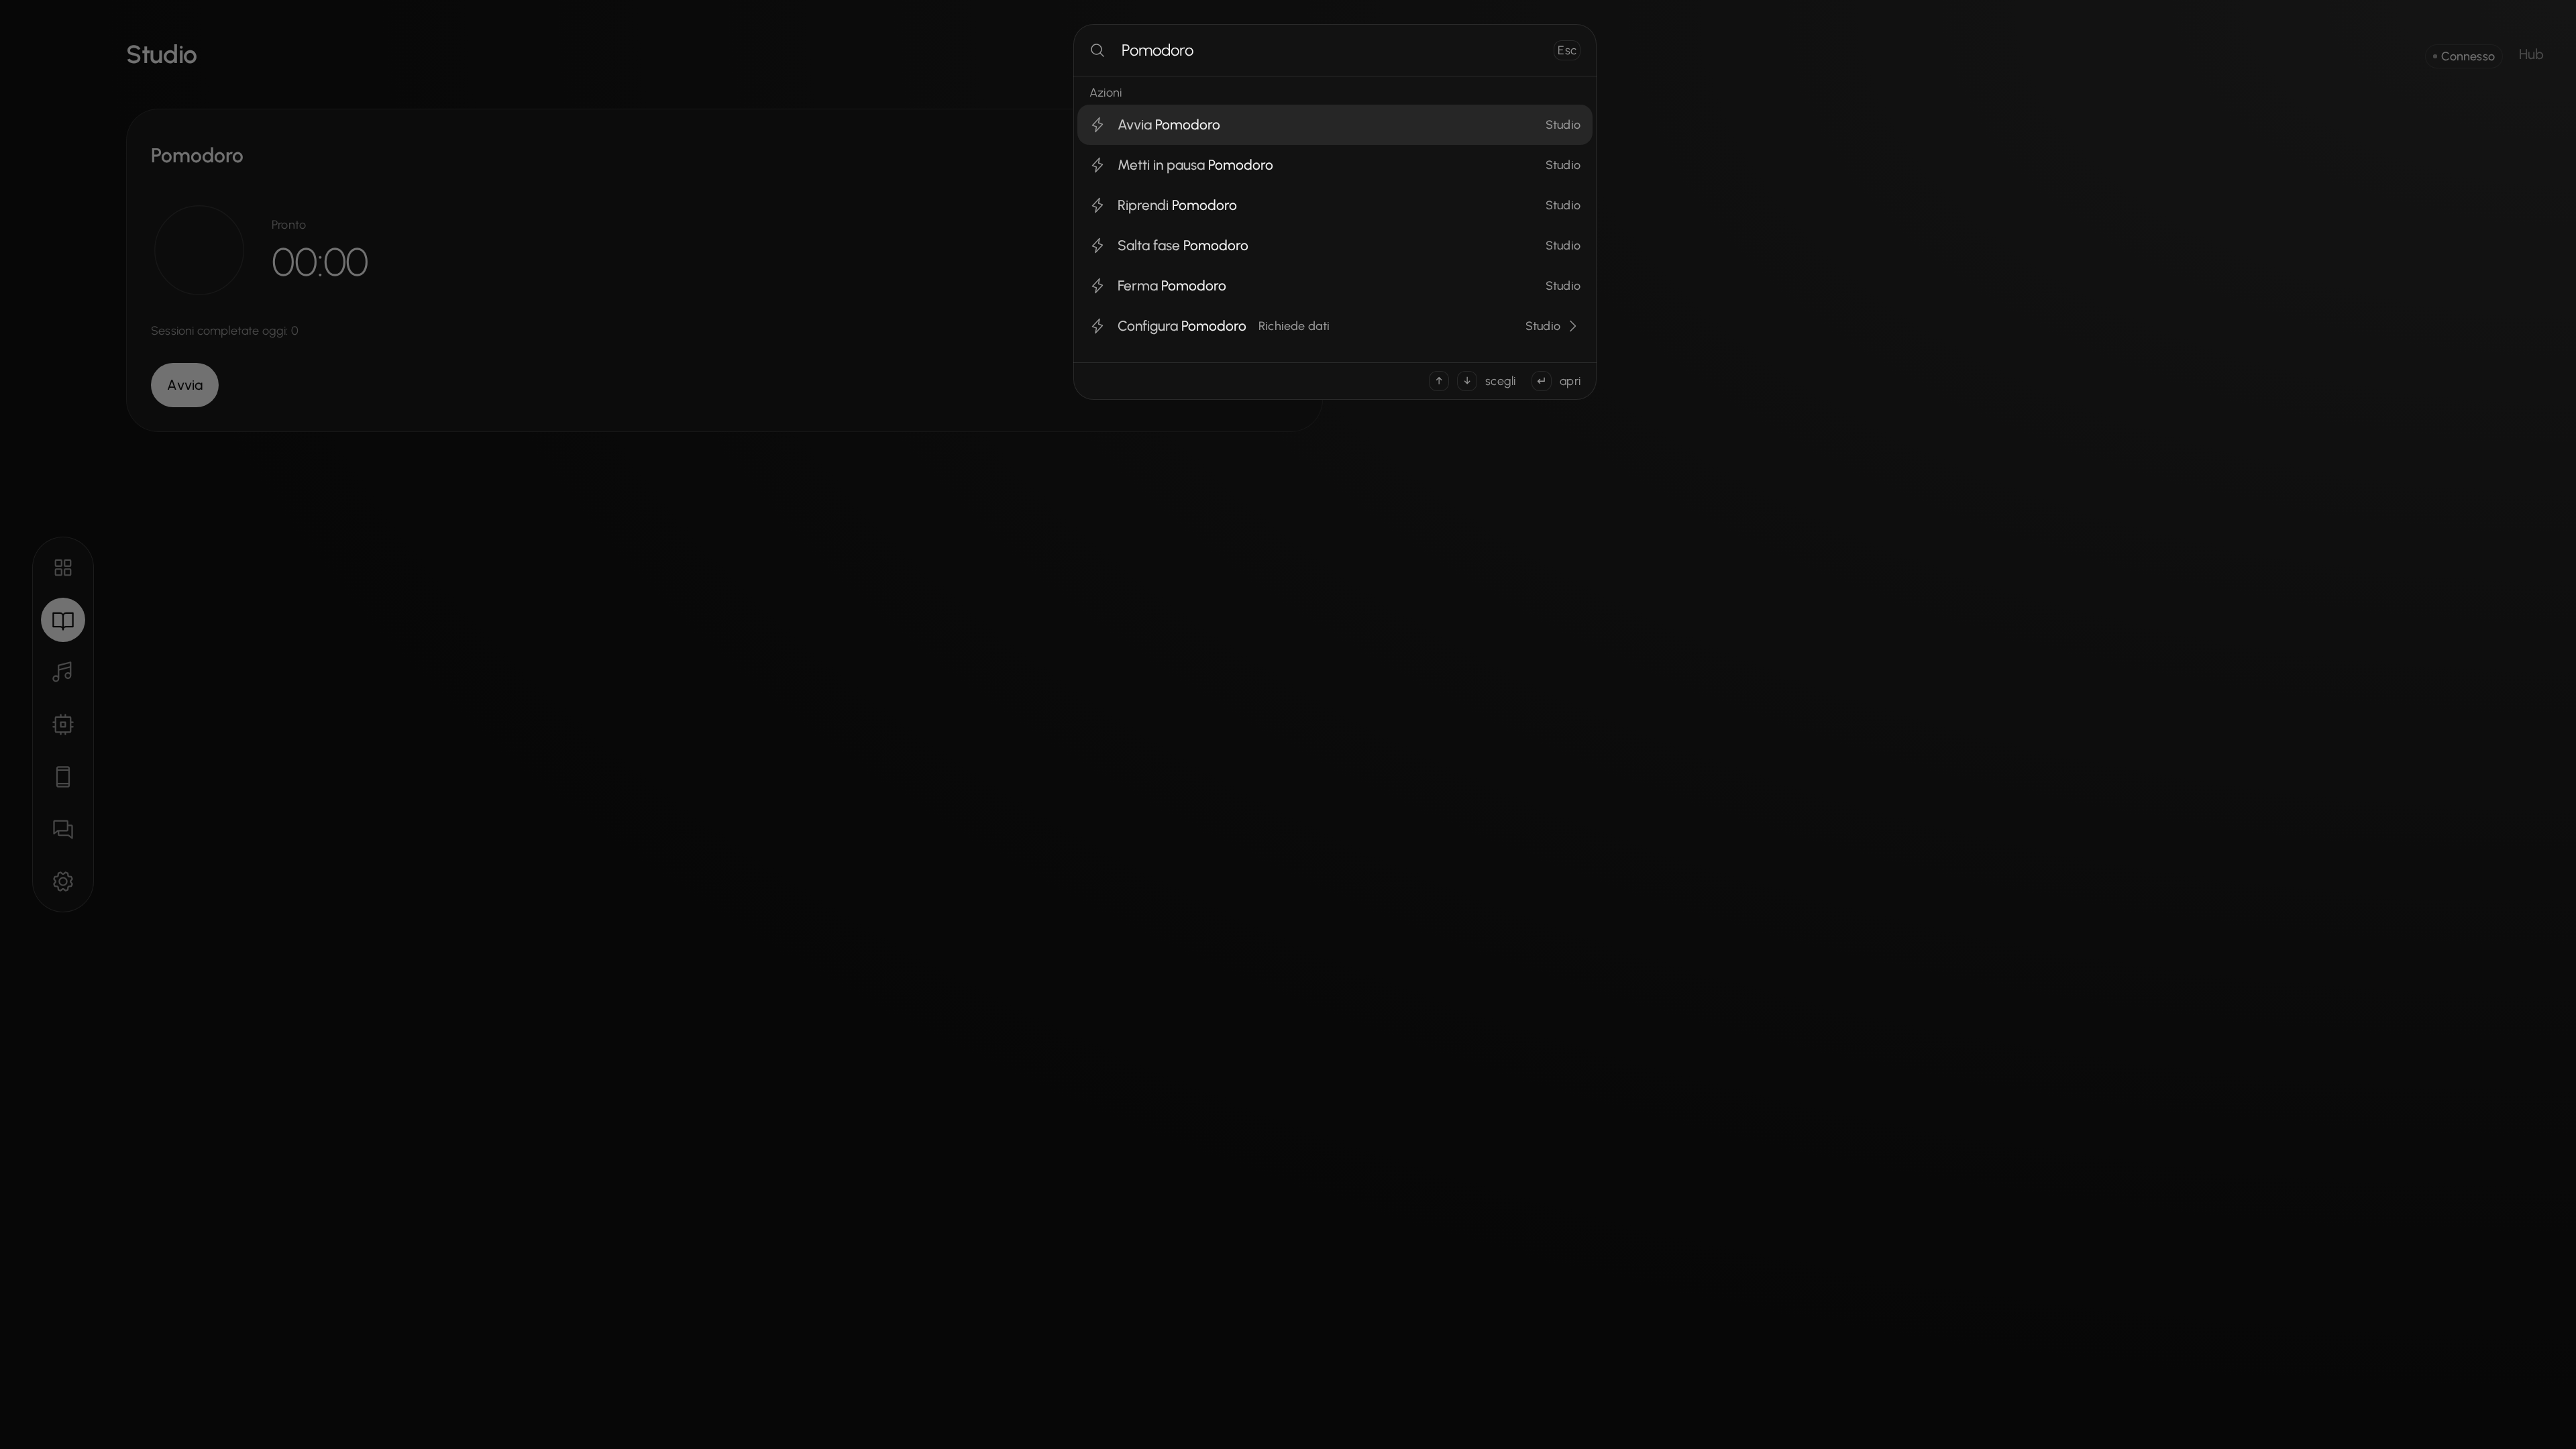 Studio
Pomodoro
Esc
• Connesso
Hub
Azioni
Avvia Pomodoro Studio
Metti in pausa Pomodoro Studio
Riprendi Pomodoro Studio
Salta fase Pomodoro Studio
Ferma Pomodoro Studio
Configura Pomodoro Richiede dati Studio
↑ ↓ scegli ↵ apri
Pomodoro
Pronto
00:00
Sessioni completate oggi: 0
Avvia